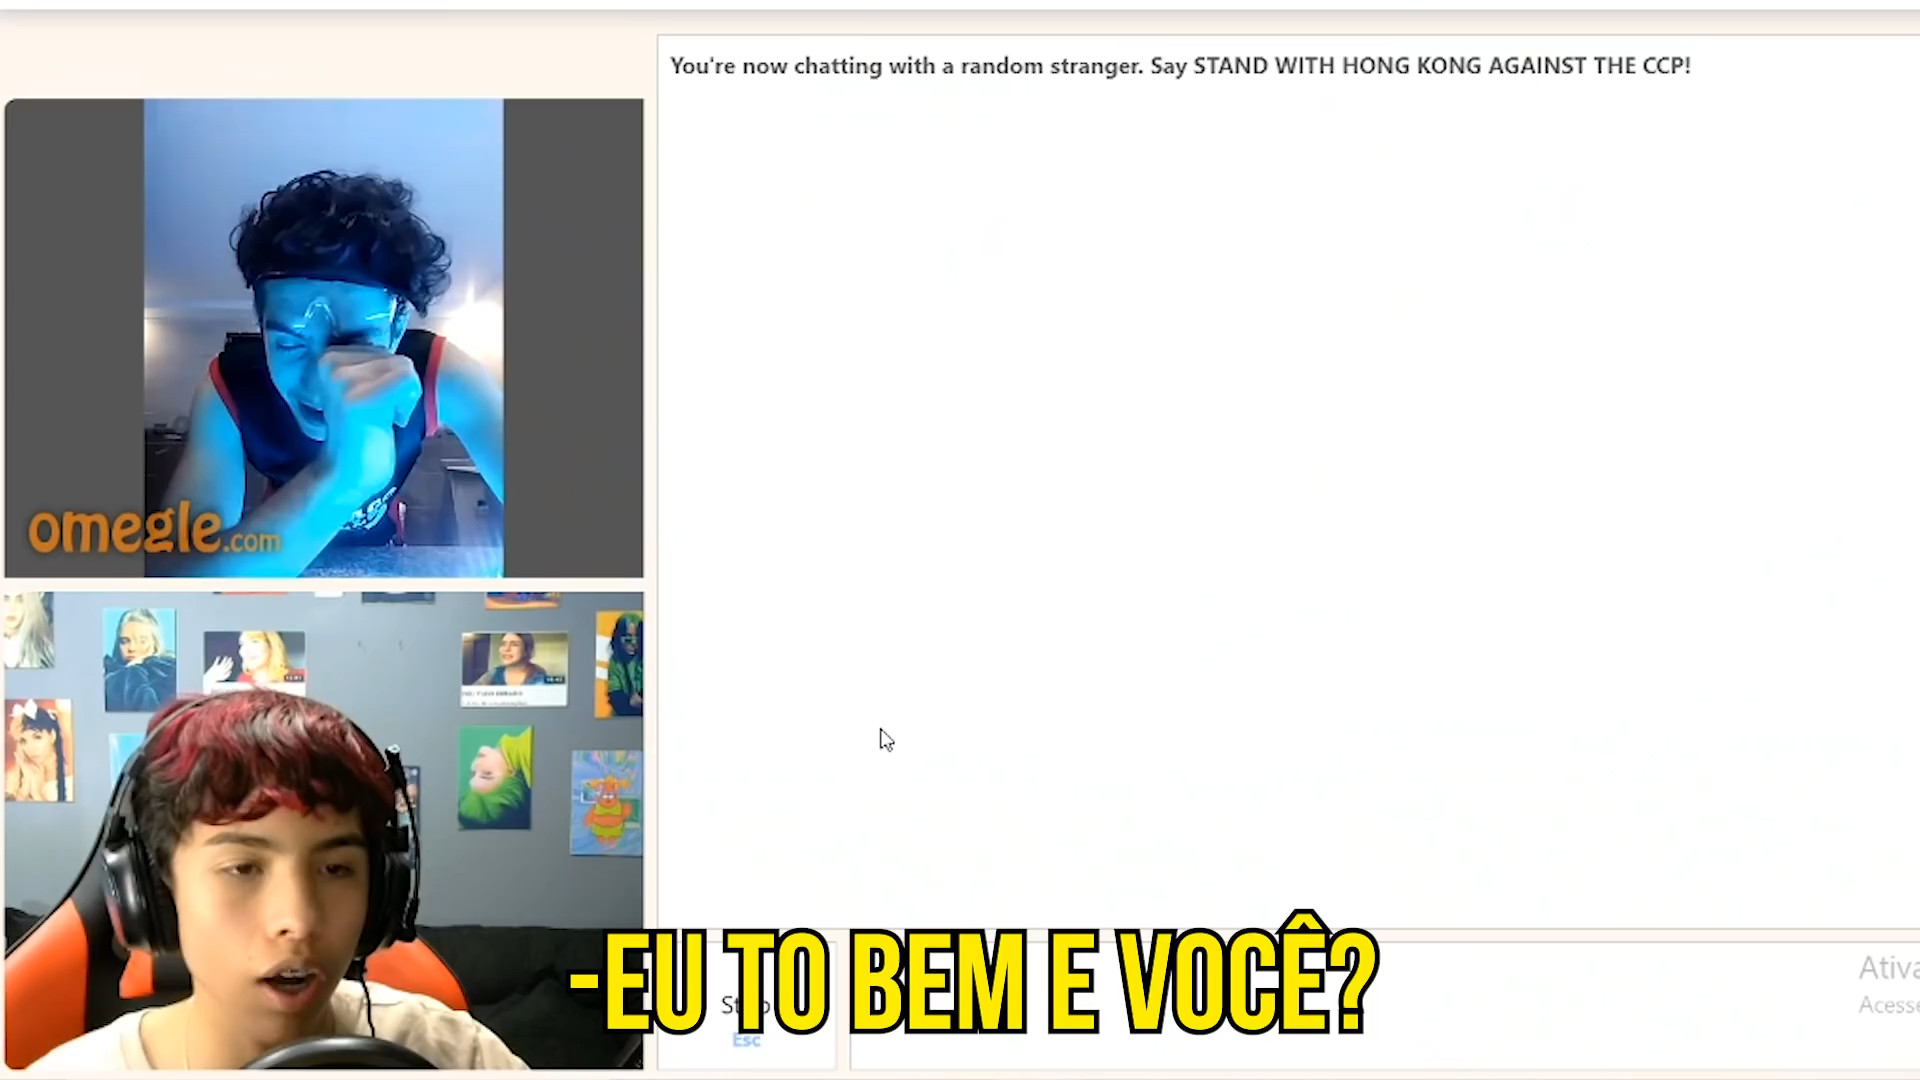 You're now chatting with a random stranger. Say STAND WITH HONG KONG AGAINST THE CCP!
omegle.com
-EU TO BEM E VOCÊ?
Esc